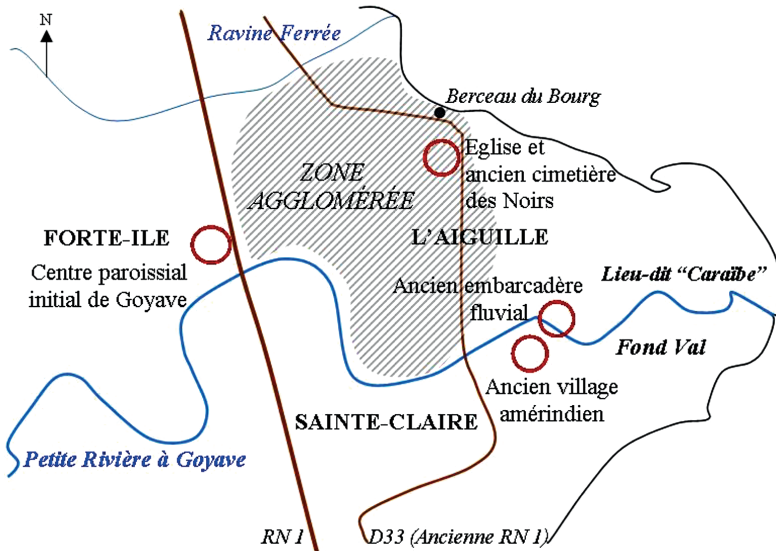 N
Ravine Ferrée
Berceau du Bourg
Eglise et
ancien cimetière
des Noirs
ZONE
AGGLOMÉRÉE
FORTE-ILE
Centre paroissial
initial de Goyave
L'AIGUILLE
Ancien embarcadère
fluvial
Lieu-dit "Caraïbe"
Fond Val
Ancien village
amérindien
SAINTE-CLAIRE
Petite Rivière à Goyave
RN 1
D33 (Ancienne RN 1)